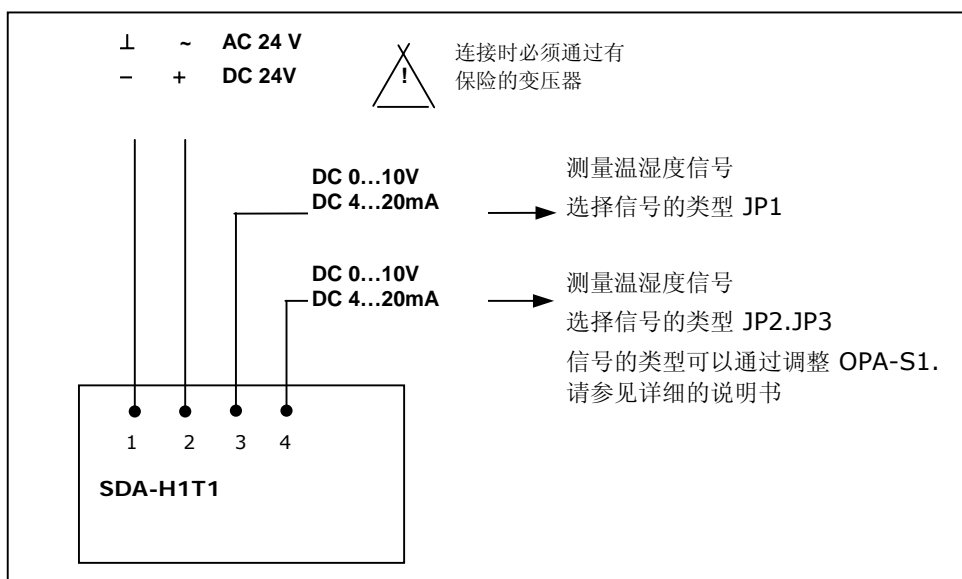 ⊥ ~ AC 24 V
– + DC 24V
!
连接时必须通过有
保险的变压器
DC 0...10V
DC 4...20mA
测量温湿度信号
选择信号的类型 JP1
DC 0...10V
DC 4...20mA
测量温湿度信号
选择信号的类型 JP2.JP3
信号的类型可以通过调整 OPA-S1.
请参见详细的说明书
1 2 3 4
SDA-H1T1